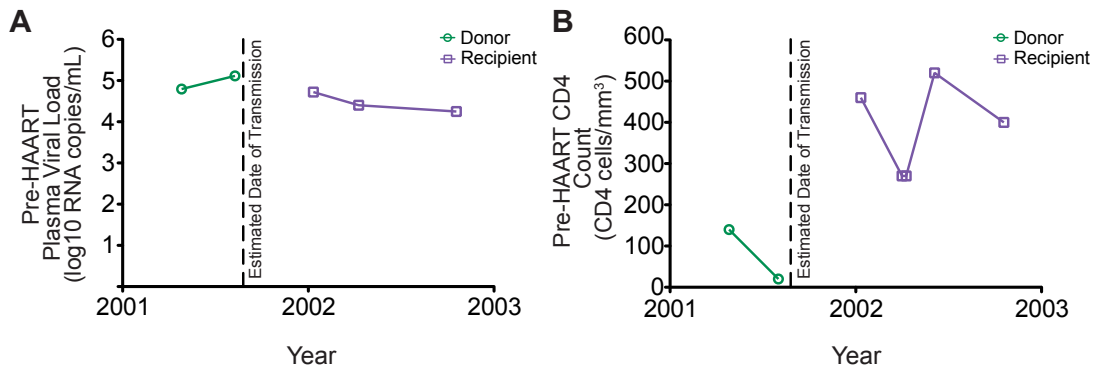 A
Pre-HAART
Plasma Viral Load
(log10 RNA copies/mL)
6
5
4
3
2
1
2001
2002
2003
Year
Estimated Date of Transmission
Donor
Recipient
B
Pre-HAART CD4
Count
(CD4 cells/mm³)
600
500
400
300
200
100
0
2001
2002
2003
Year
Estimated Date of Transmission
Donor
Recipient